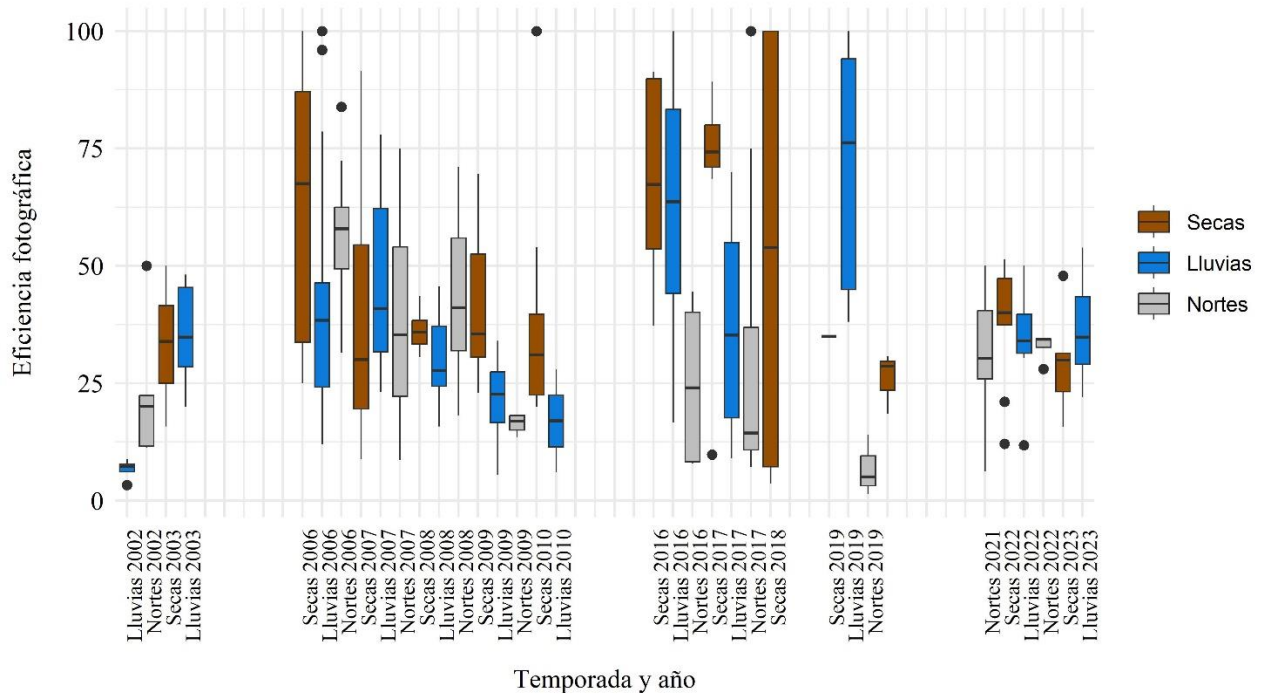 Eficiencia fotográfica
100
75
50
25
0
Lluvias 2002
Nortes 2002
Secas 2003
Lluvias 2003
Secas 2006
Lluvias 2006
Nortes 2006
Secas 2007
Lluvias 2007
Nortes 2007
Secas 2008
Lluvias 2008
Nortes 2008
Secas 2009
Lluvias 2009
Nortes 2009
Secas 2010
Lluvias 2010
Secas 2016
Lluvias 2016
Nortes 2016
Secas 2017
Lluvias 2017
Nortes 2017
Secas 2018
Secas 2019
Lluvias 2019
Nortes 2019
Nortes 2021
Secas 2022
Lluvias 2022
Nortes 2022
Secas 2023
Lluvias 2023
Temporada y año
Secas
Lluvias
Nortes